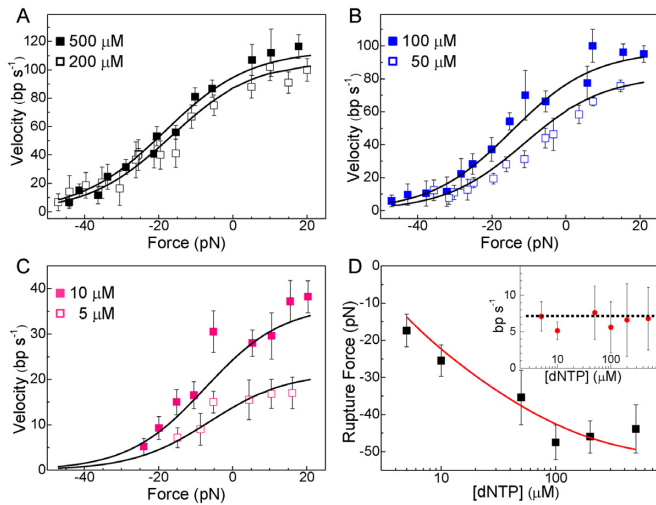 A
500 μM
200 μM
Velocity (bp s⁻¹)
120
100
80
60
40
20
0
-40 -20 0 20
Force (pN)
B
100 μM
50 μM
Velocity (bp s⁻¹)
100
80
60
40
20
0
-40 -20 0 20
Force (pN)
C
10 μM
5 μM
Velocity (bp s⁻¹)
40
30
20
10
0
-40 -20 0 20
Force (pN)
D
Rupture Force (pN)
0
-10
-20
-30
-40
-50
10 100
[dNTP] (μM)
bp s⁻¹
10
5
0
10 100
[dNTP] (μM)